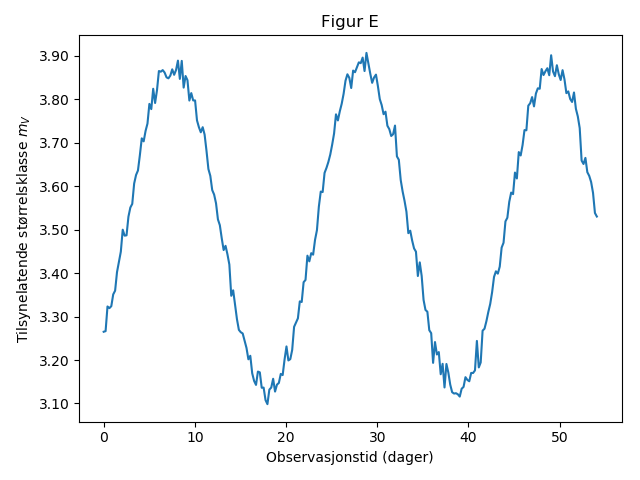 Figur E
Tilsynelatende størrelsklasse $m_V$
3.90
3.80
3.70
3.60
3.50
3.40
3.30
3.20
3.10
0 10 20 30 40 50
Observasjonstid (dager)